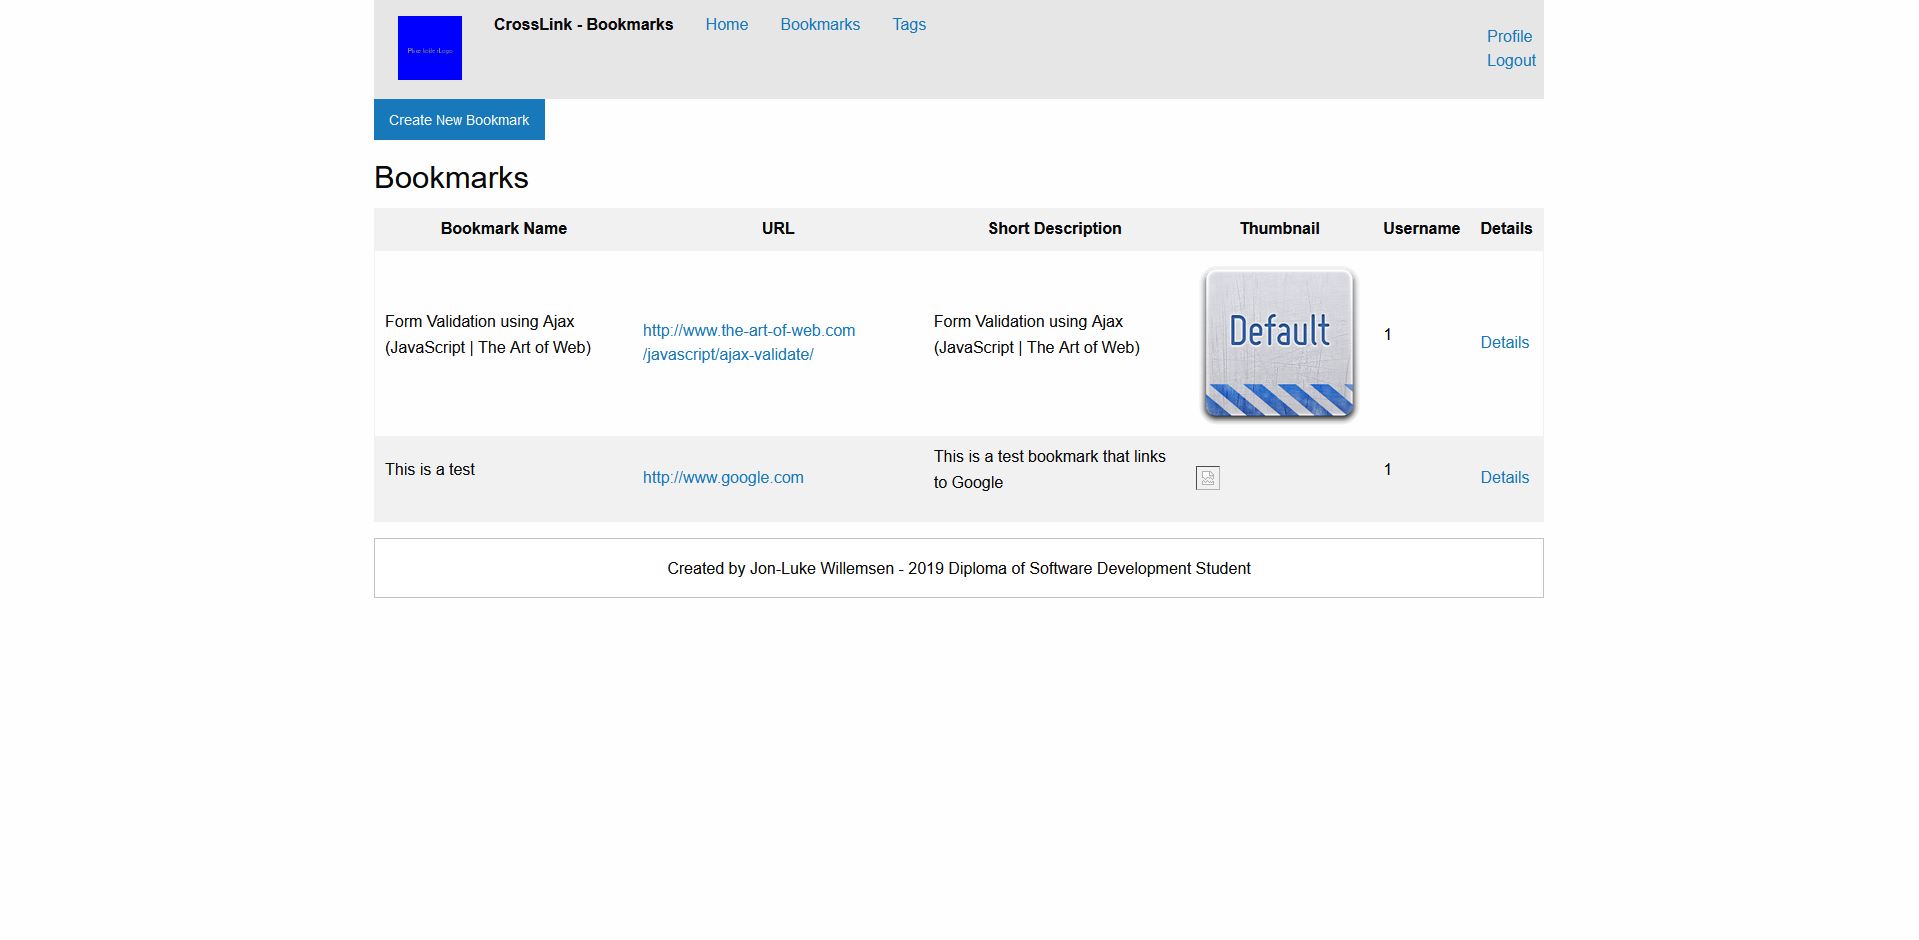 CrossLink - Bookmarks Home Bookmarks Tags
Profile
Logout
Create New Bookmark
Bookmarks
Bookmark Name URL Short Description Thumbnail Username Details
Form Validation using Ajax
(JavaScript | The Art of Web)
http://www.the-art-of-web.com
/javascript/ajax-validate/
Form Validation using Ajax
(JavaScript | The Art of Web)
Default
1
Details
This is a test
http://www.google.com
This is a test bookmark that links
to Google
1
Details
Created by Jon-Luke Willemsen - 2019 Diploma of Software Development Student